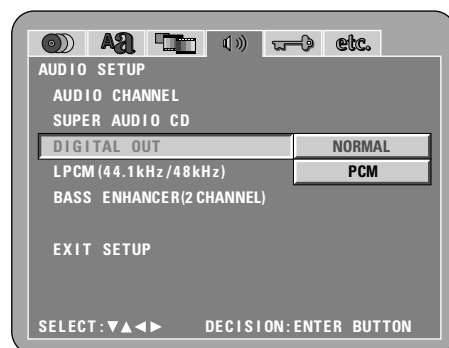 Aa etc.
AUDIO SETUP
AUDIO CHANNEL
SUPER AUDIO CD
DIGITAL OUT NORMAL
LPCM (44.1kHz/48kHz) PCM
BASS ENHANCER(2 CHANNEL)
EXIT SETUP
SELECT:▼▲◄► DECISION:ENTER BUTTON